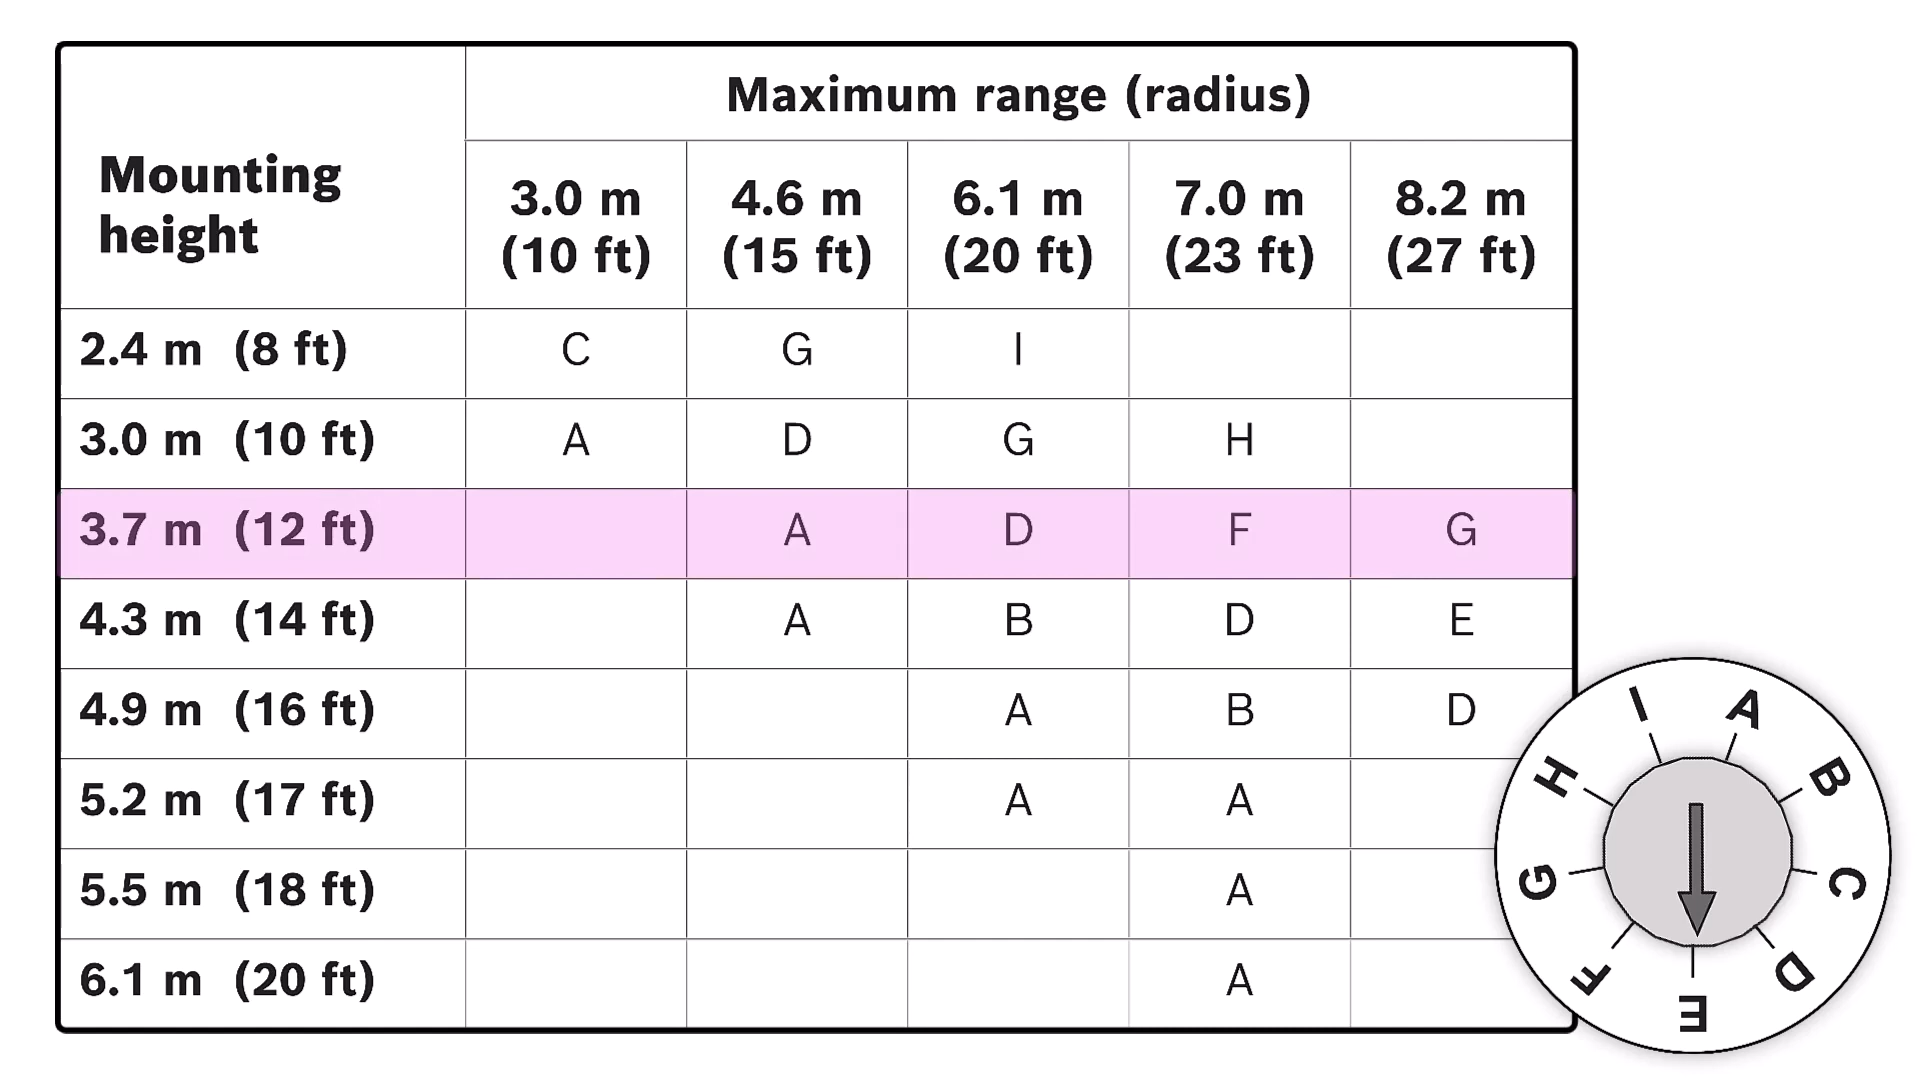 Maximum range (radius)
Mounting
height
3.0 m 4.6 m 6.1 m 7.0 m 8.2 m
(10 ft) (15 ft) (20 ft) (23 ft) (27 ft)
2.4 m (8 ft) C G I
3.0 m (10 ft) A D G H
3.7 m (12 ft) A D F G
4.3 m (14 ft) A B D E
4.9 m (16 ft) A B D
5.2 m (17 ft) A A
5.5 m (18 ft) A
6.1 m (20 ft) A
A
B
C
D
E
F
G
H
I